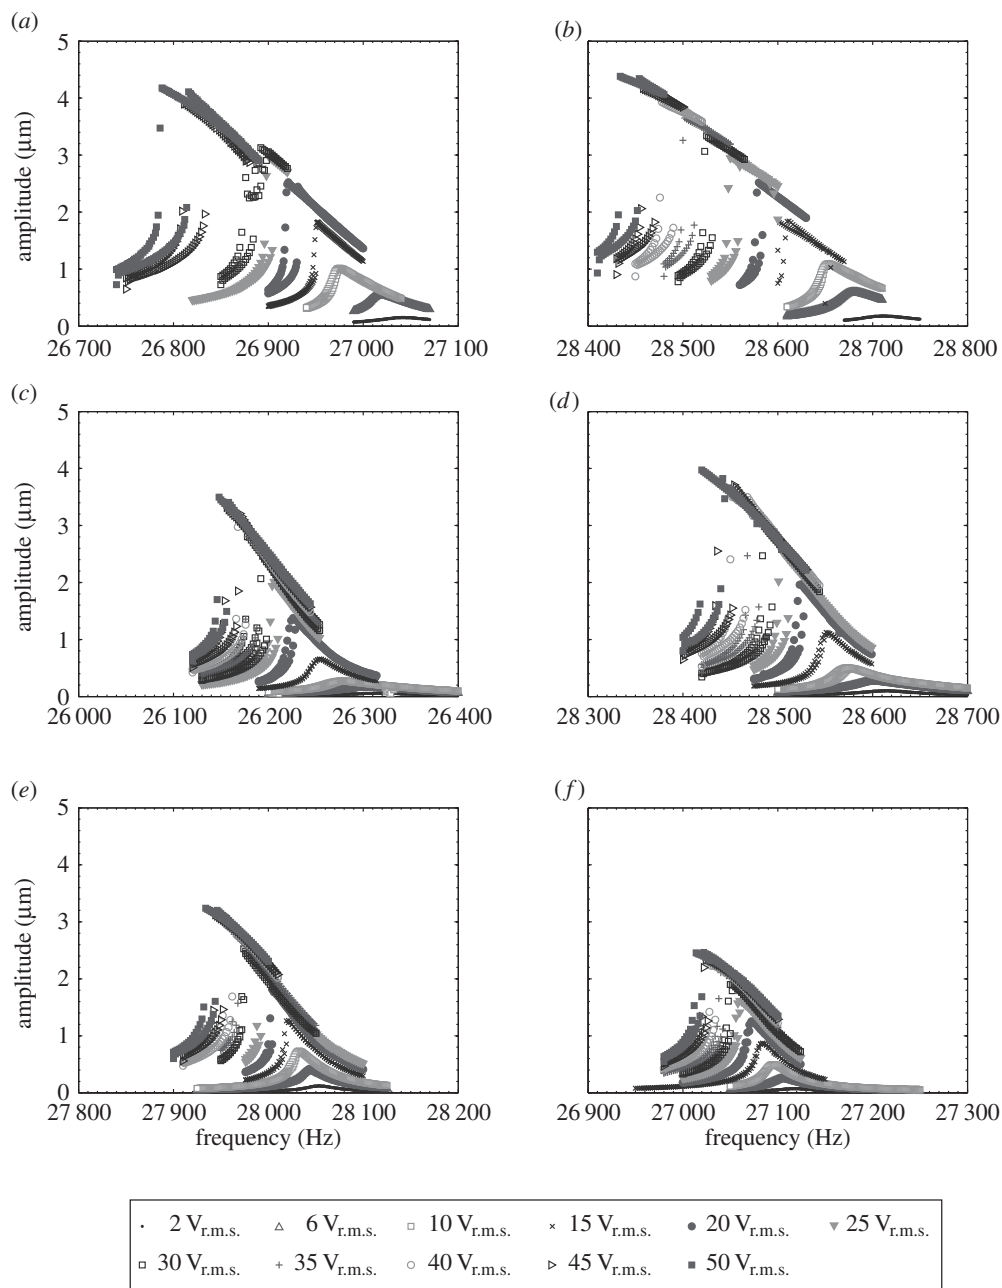 (a)
(b)
5
4
3
2
1
0
amplitude (μm)
26 700 26 800 26 900 27 000 27 100
28 400 28 500 28 600 28 700 28 800
(c)
(d)
5
4
3
2
1
0
amplitude (μm)
26 000 26 100 26 200 26 300 26 400
28 300 28 400 28 500 28 600 28 700
(e)
(f)
5
4
3
2
1
0
amplitude (μm)
27 800 27 900 28 000 28 100 28 200
26 900 27 000 27 100 27 200 27 300
frequency (Hz)
frequency (Hz)
2 Vr.m.s. 6 Vr.m.s. 10 Vr.m.s. 15 Vr.m.s. 20 Vr.m.s. 25 Vr.m.s.
30 Vr.m.s. 35 Vr.m.s. 40 Vr.m.s. 45 Vr.m.s. 50 Vr.m.s.